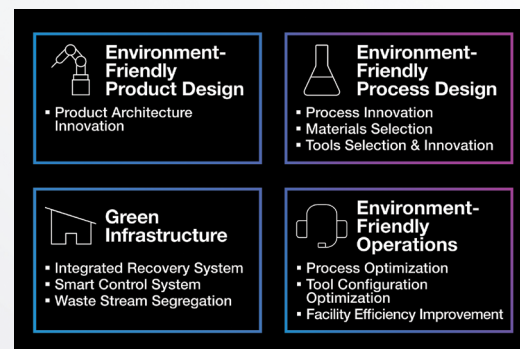 Environment-
Friendly
Product Design
▪ Product Architecture
Innovation
Environment-
Friendly
Process Design
▪ Process Innovation
▪ Materials Selection
▪ Tools Selection & Innovation
Green
Infrastructure
▪ Integrated Recovery System
▪ Smart Control System
▪ Waste Stream Segregation
Environment-
Friendly
Operations
▪ Process Optimization
▪ Tool Configuration
Optimization
▪ Facility Efficiency Improvement